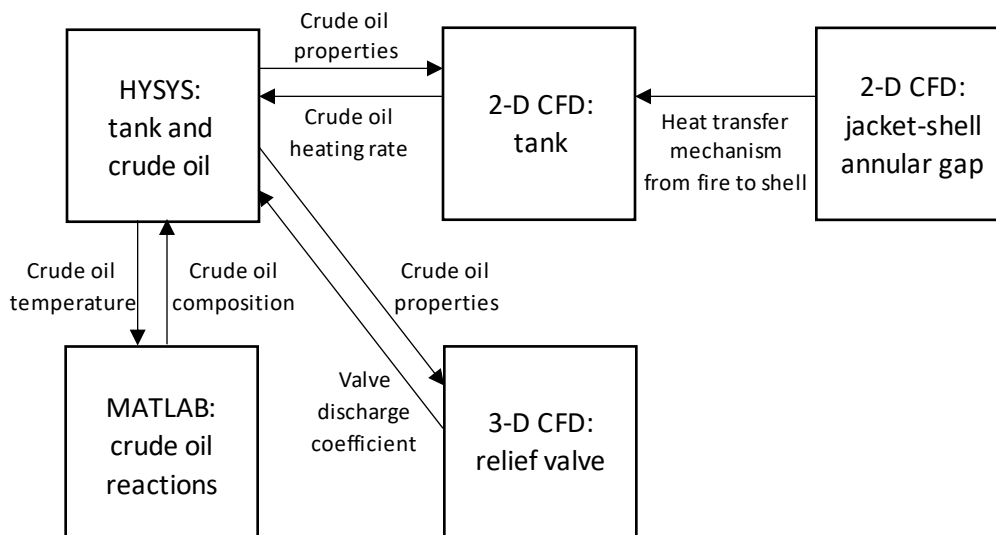 Crude oil
properties
HYSYS:
tank and
crude oil
Crude oil
heating rate
2-D CFD:
tank
Heat transfer
mechanism
from fire to shell
2-D CFD:
jacket-shell
annular gap
Crude oil
temperature
Crude oil
composition
Crude oil
properties
Valve
discharge
coefficient
MATLAB:
crude oil
reactions
3-D CFD:
relief valve